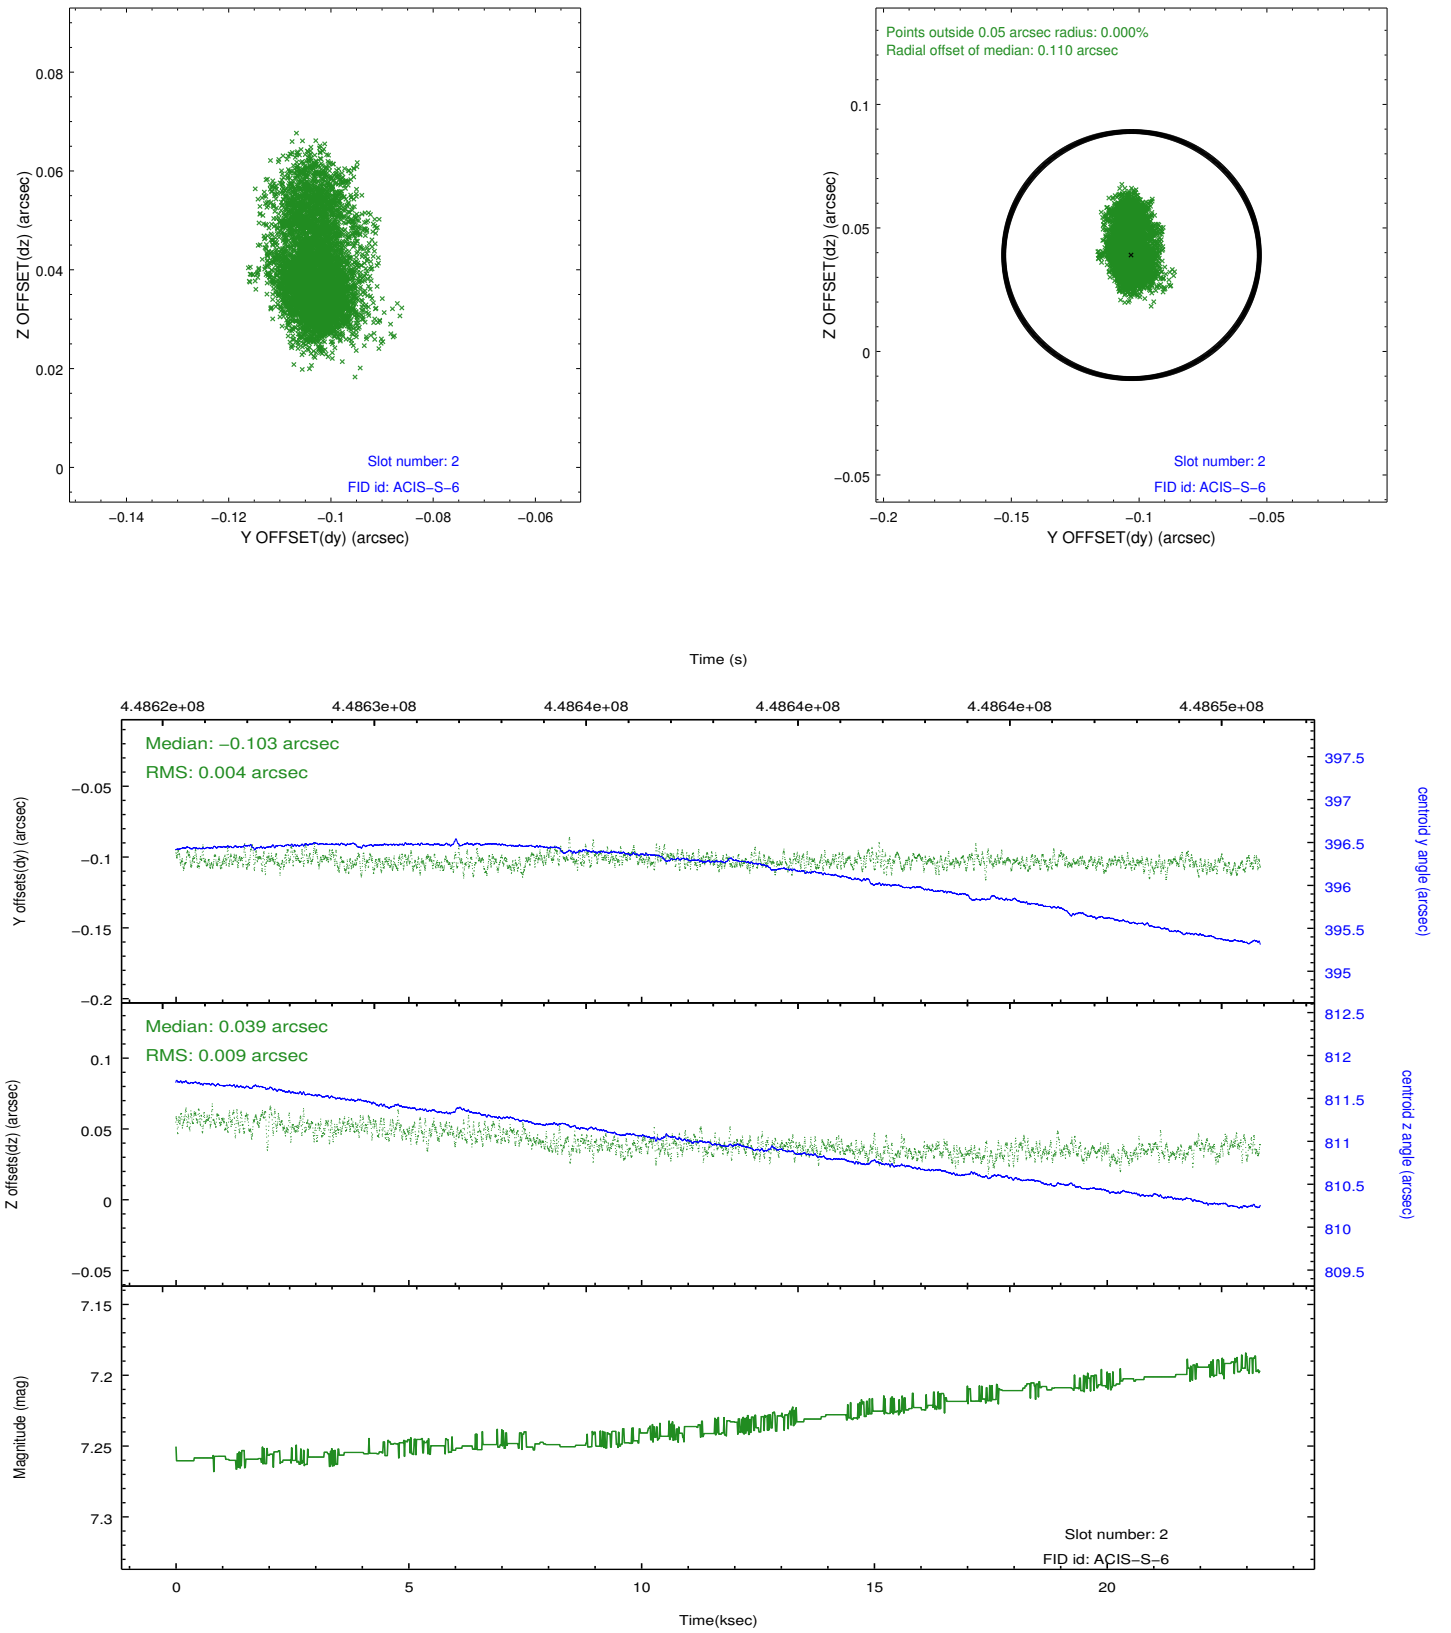 0.08
0.06
0.04
0.02
0
Z OFFSET(dz) (arcsec)
Slot number: 2
FID id: ACIS−S−6
−0.14 −0.12 −0.1 −0.08 −0.06
Y OFFSET(dy) (arcsec)
Points outside 0.05 arcsec radius: 0.000%
Radial offset of median: 0.110 arcsec
0.1
0.05
0
−0.05
Z OFFSET(dz) (arcsec)
Slot number: 2
FID id: ACIS−S−6
−0.2 −0.15 −0.1 −0.05
Y OFFSET(dy) (arcsec)
Time (s)
4.4862e+08 4.4863e+08 4.4864e+08 4.4864e+08 4.4864e+08 4.4865e+08
Median: −0.103 arcsec
RMS: 0.004 arcsec
−0.05
−0.1
−0.15
−0.2
Y offsets(dy) (arcsec)
397.5
397
396.5
396
395.5
395
centroid y angle (arcsec)
Median: 0.039 arcsec
RMS: 0.009 arcsec
0.1
0.05
0
−0.05
Z offsets(dz) (arcsec)
812.5
812
811.5
811
810.5
810
809.5
centroid z angle (arcsec)
7.15
7.2
7.25
7.3
Magnitude (mag)
Slot number: 2
FID id: ACIS−S−6
0 5 10 15 20
Time(ksec)